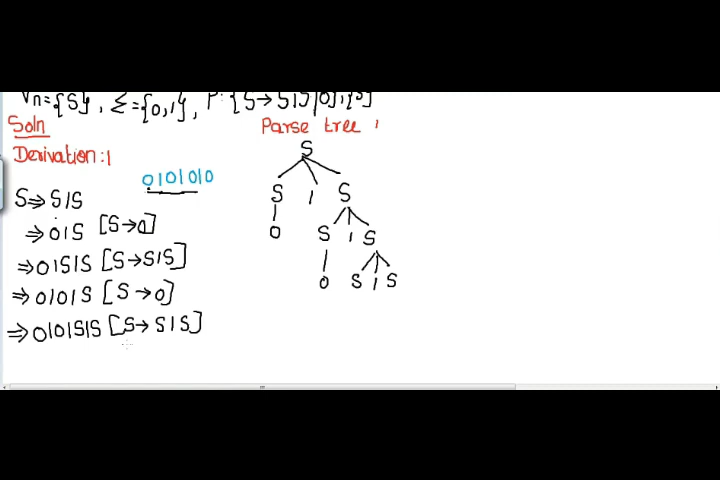 Vn={S}, Σ={0,1}, P:{S→S1S|0},{S}
Soln
Derivation:1
0101010
S⇒S1S
⇒01S [S→0]
⇒01S1S [S→S1S]
⇒0101S [S→0]
⇒0101S1S [S→S1S]
Parse tree 1
S
S 1 S
0 S 1 S
0 S 1 S